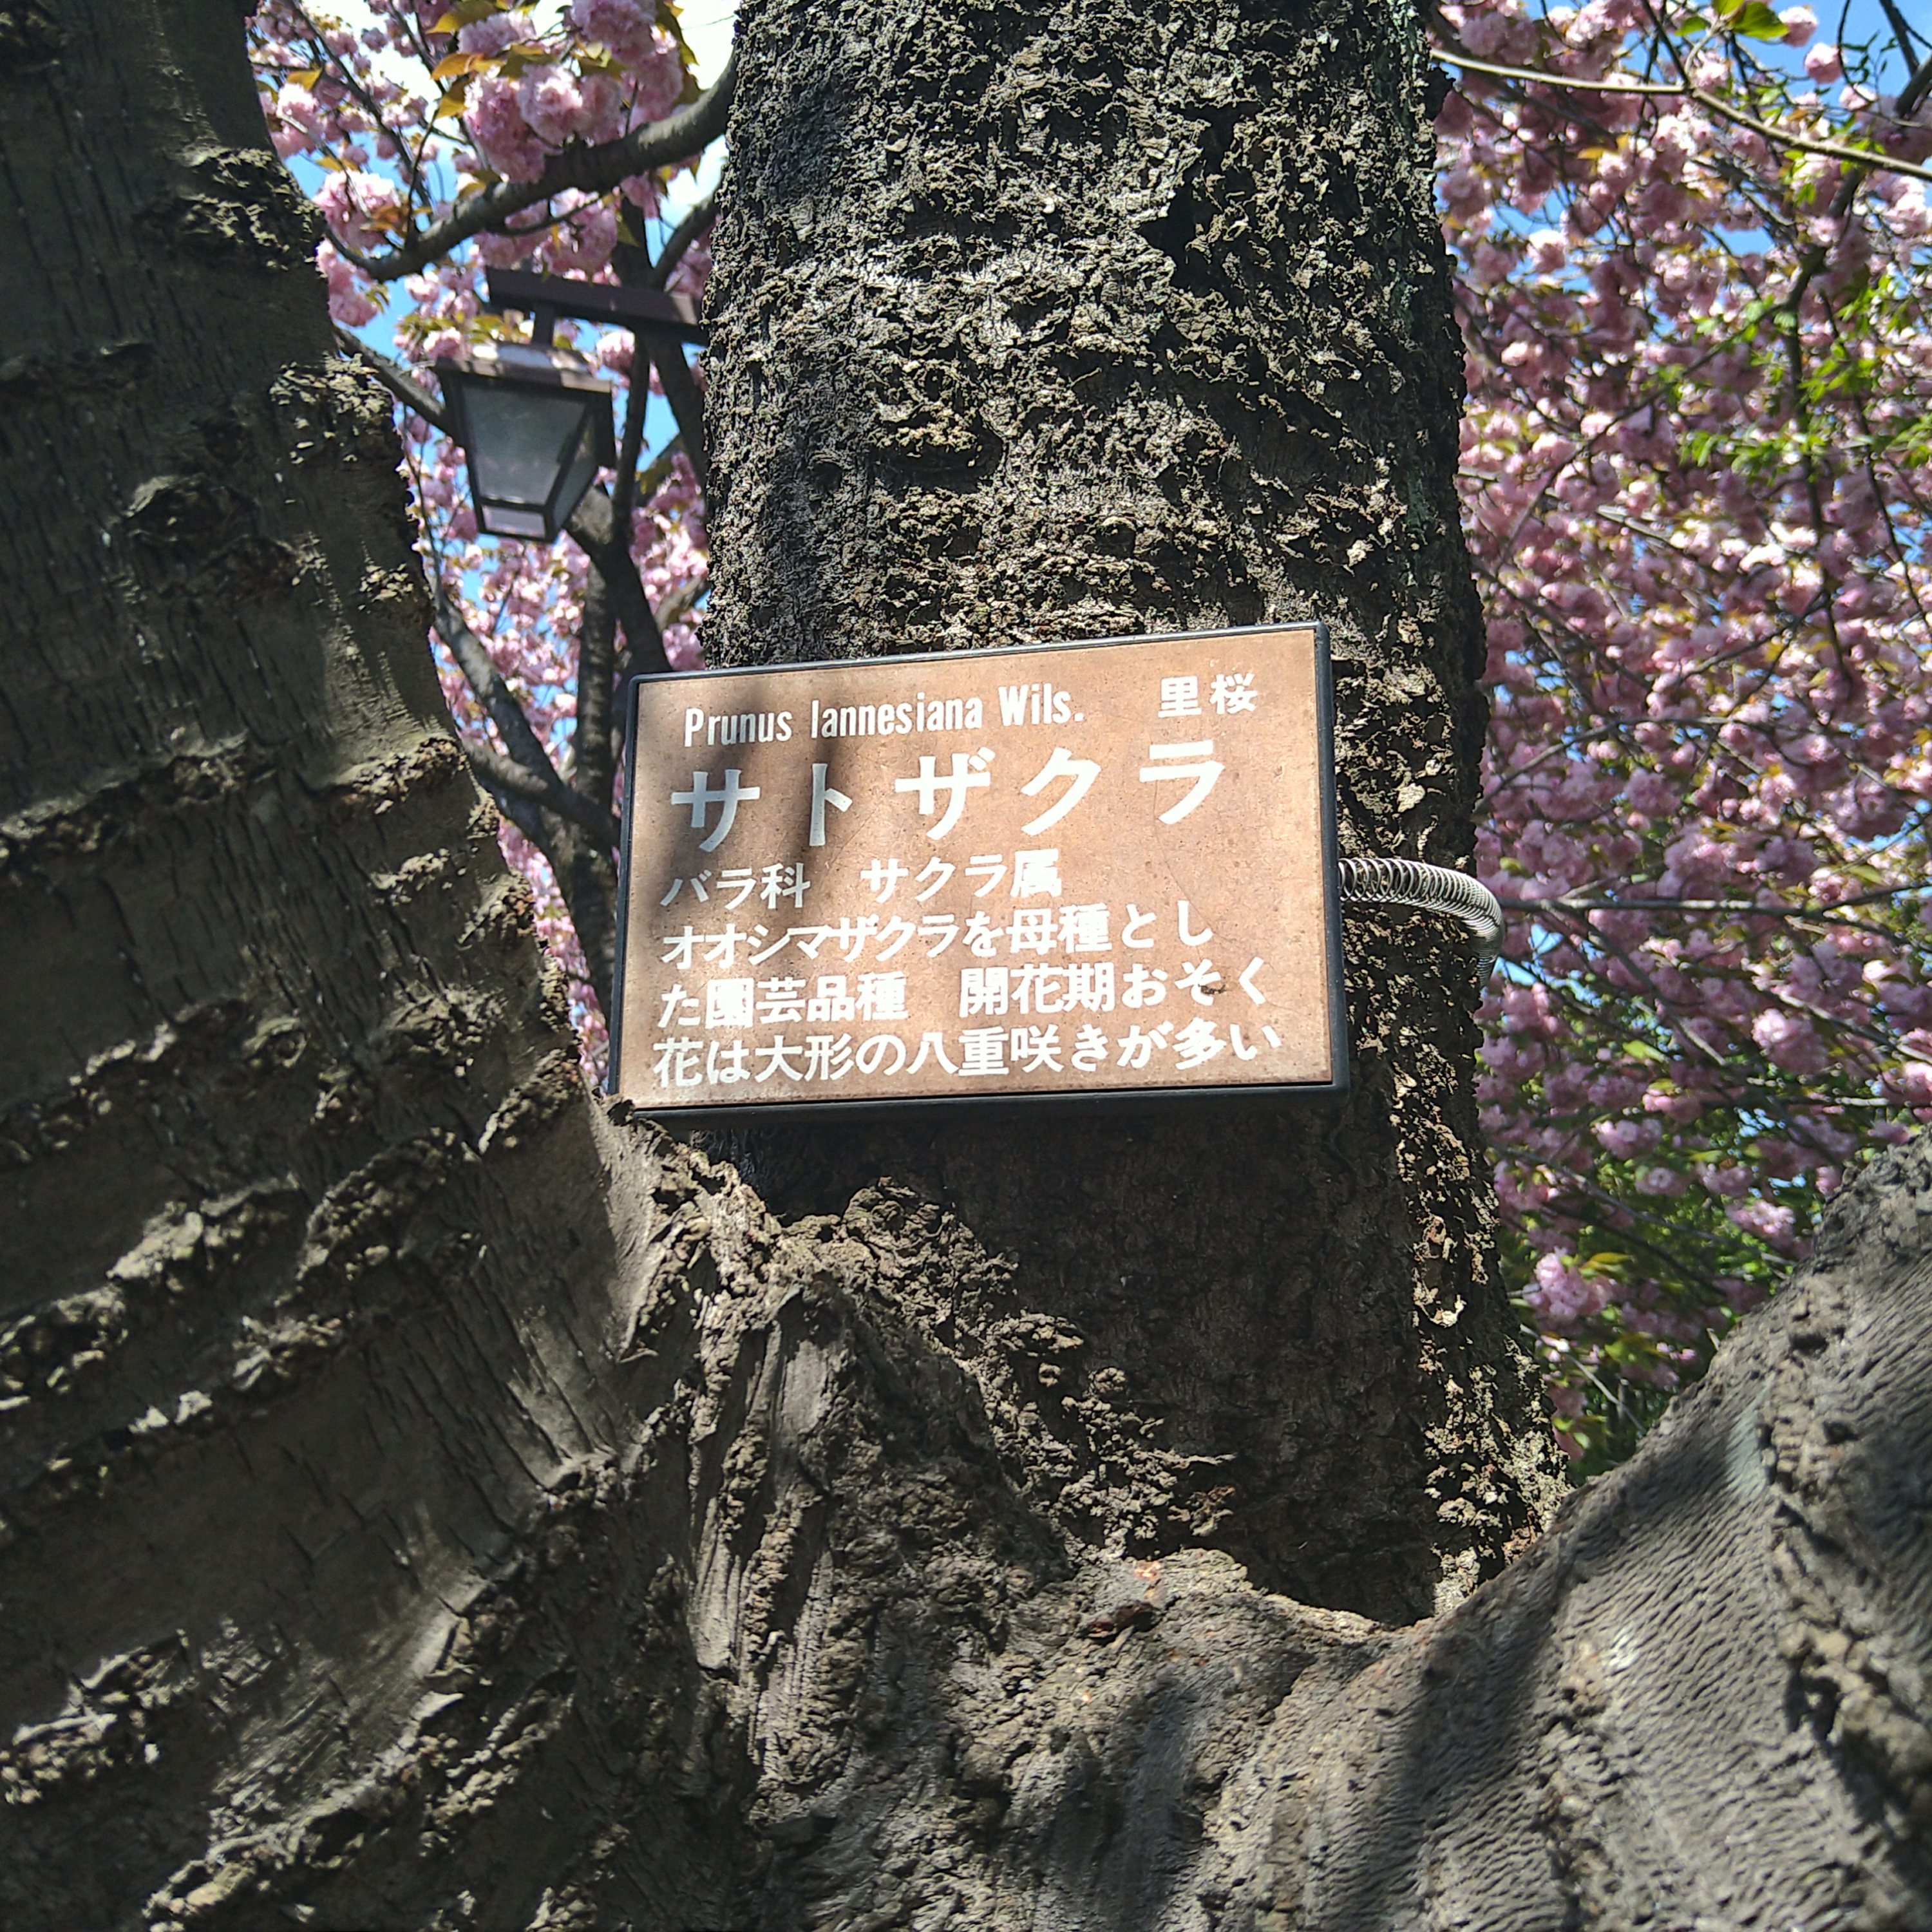 Prunus lannesiana Wils. 里桜
サトザクラ
バラ科 サクラ属
オオシマザクラを母種とし
た園芸品種 開花期おそく
花は大形の八重咲きが多い